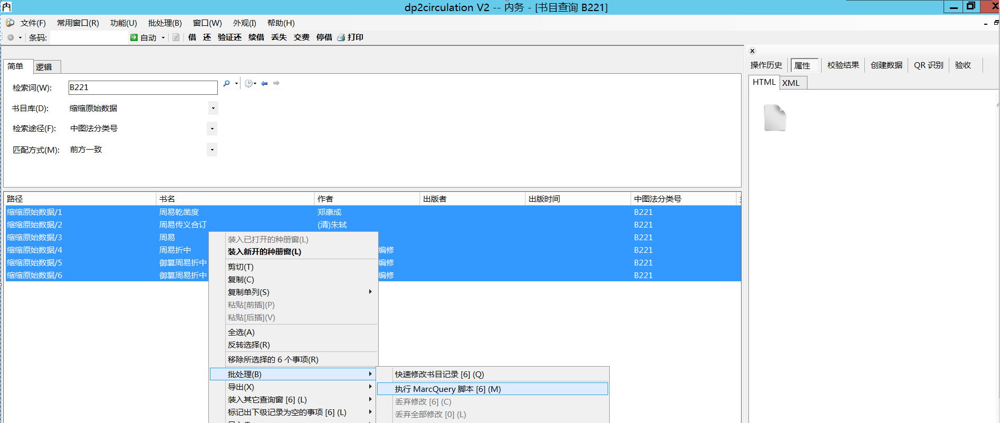 内 dp2circulation V2 -- 内务 - [书目查询 B221]
文件(F) 常用窗口(R) 功能(U) 批处理(B) 窗口(W) 外观(I) 帮助(H)
条码: 自动 借 还 验证还 续借 丢失 交费 停借 打印
简单 逻辑
检索词(W): B221
书目库(D): 缩缩原始数据
检索途径(F): 中图法分类号
匹配方式(M): 前方一致
操作历史 属性 校验结果 创建数据 QR 识别 验收
HTML XML
路径 书名 作者 出版者 出版时间 中图法分类号
缩缩原始数据/1 周易乾凿度 郑康成 B221
缩缩原始数据/2 周易传义合订 (清)朱轼 B221
缩缩原始数据/3 周易 B221
缩缩原始数据/4 周易折中 编修 B221
缩缩原始数据/5 御纂周易折中 编修 B221
缩缩原始数据/6 御纂周易折中 编修 B221
装入已打开的种册窗(L)
装入新开的种册窗(L)
剪切(T)
复制(C)
复制单列(S)
粘贴[前插](P)
粘贴[后插](V)
全选(A)
反转选择(R)
移除所选择的 6 个事项(R)
批处理(B)
导出(X)
装入其它查询窗 [6] (L)
标记出下级记录为空的事项 [6] (L)
快速修改书目记录 [6] (Q)
执行 MarcQuery 脚本 [6] (M)
丢弃修改 [6] (C)
丢弃全部修改 [0] (L)